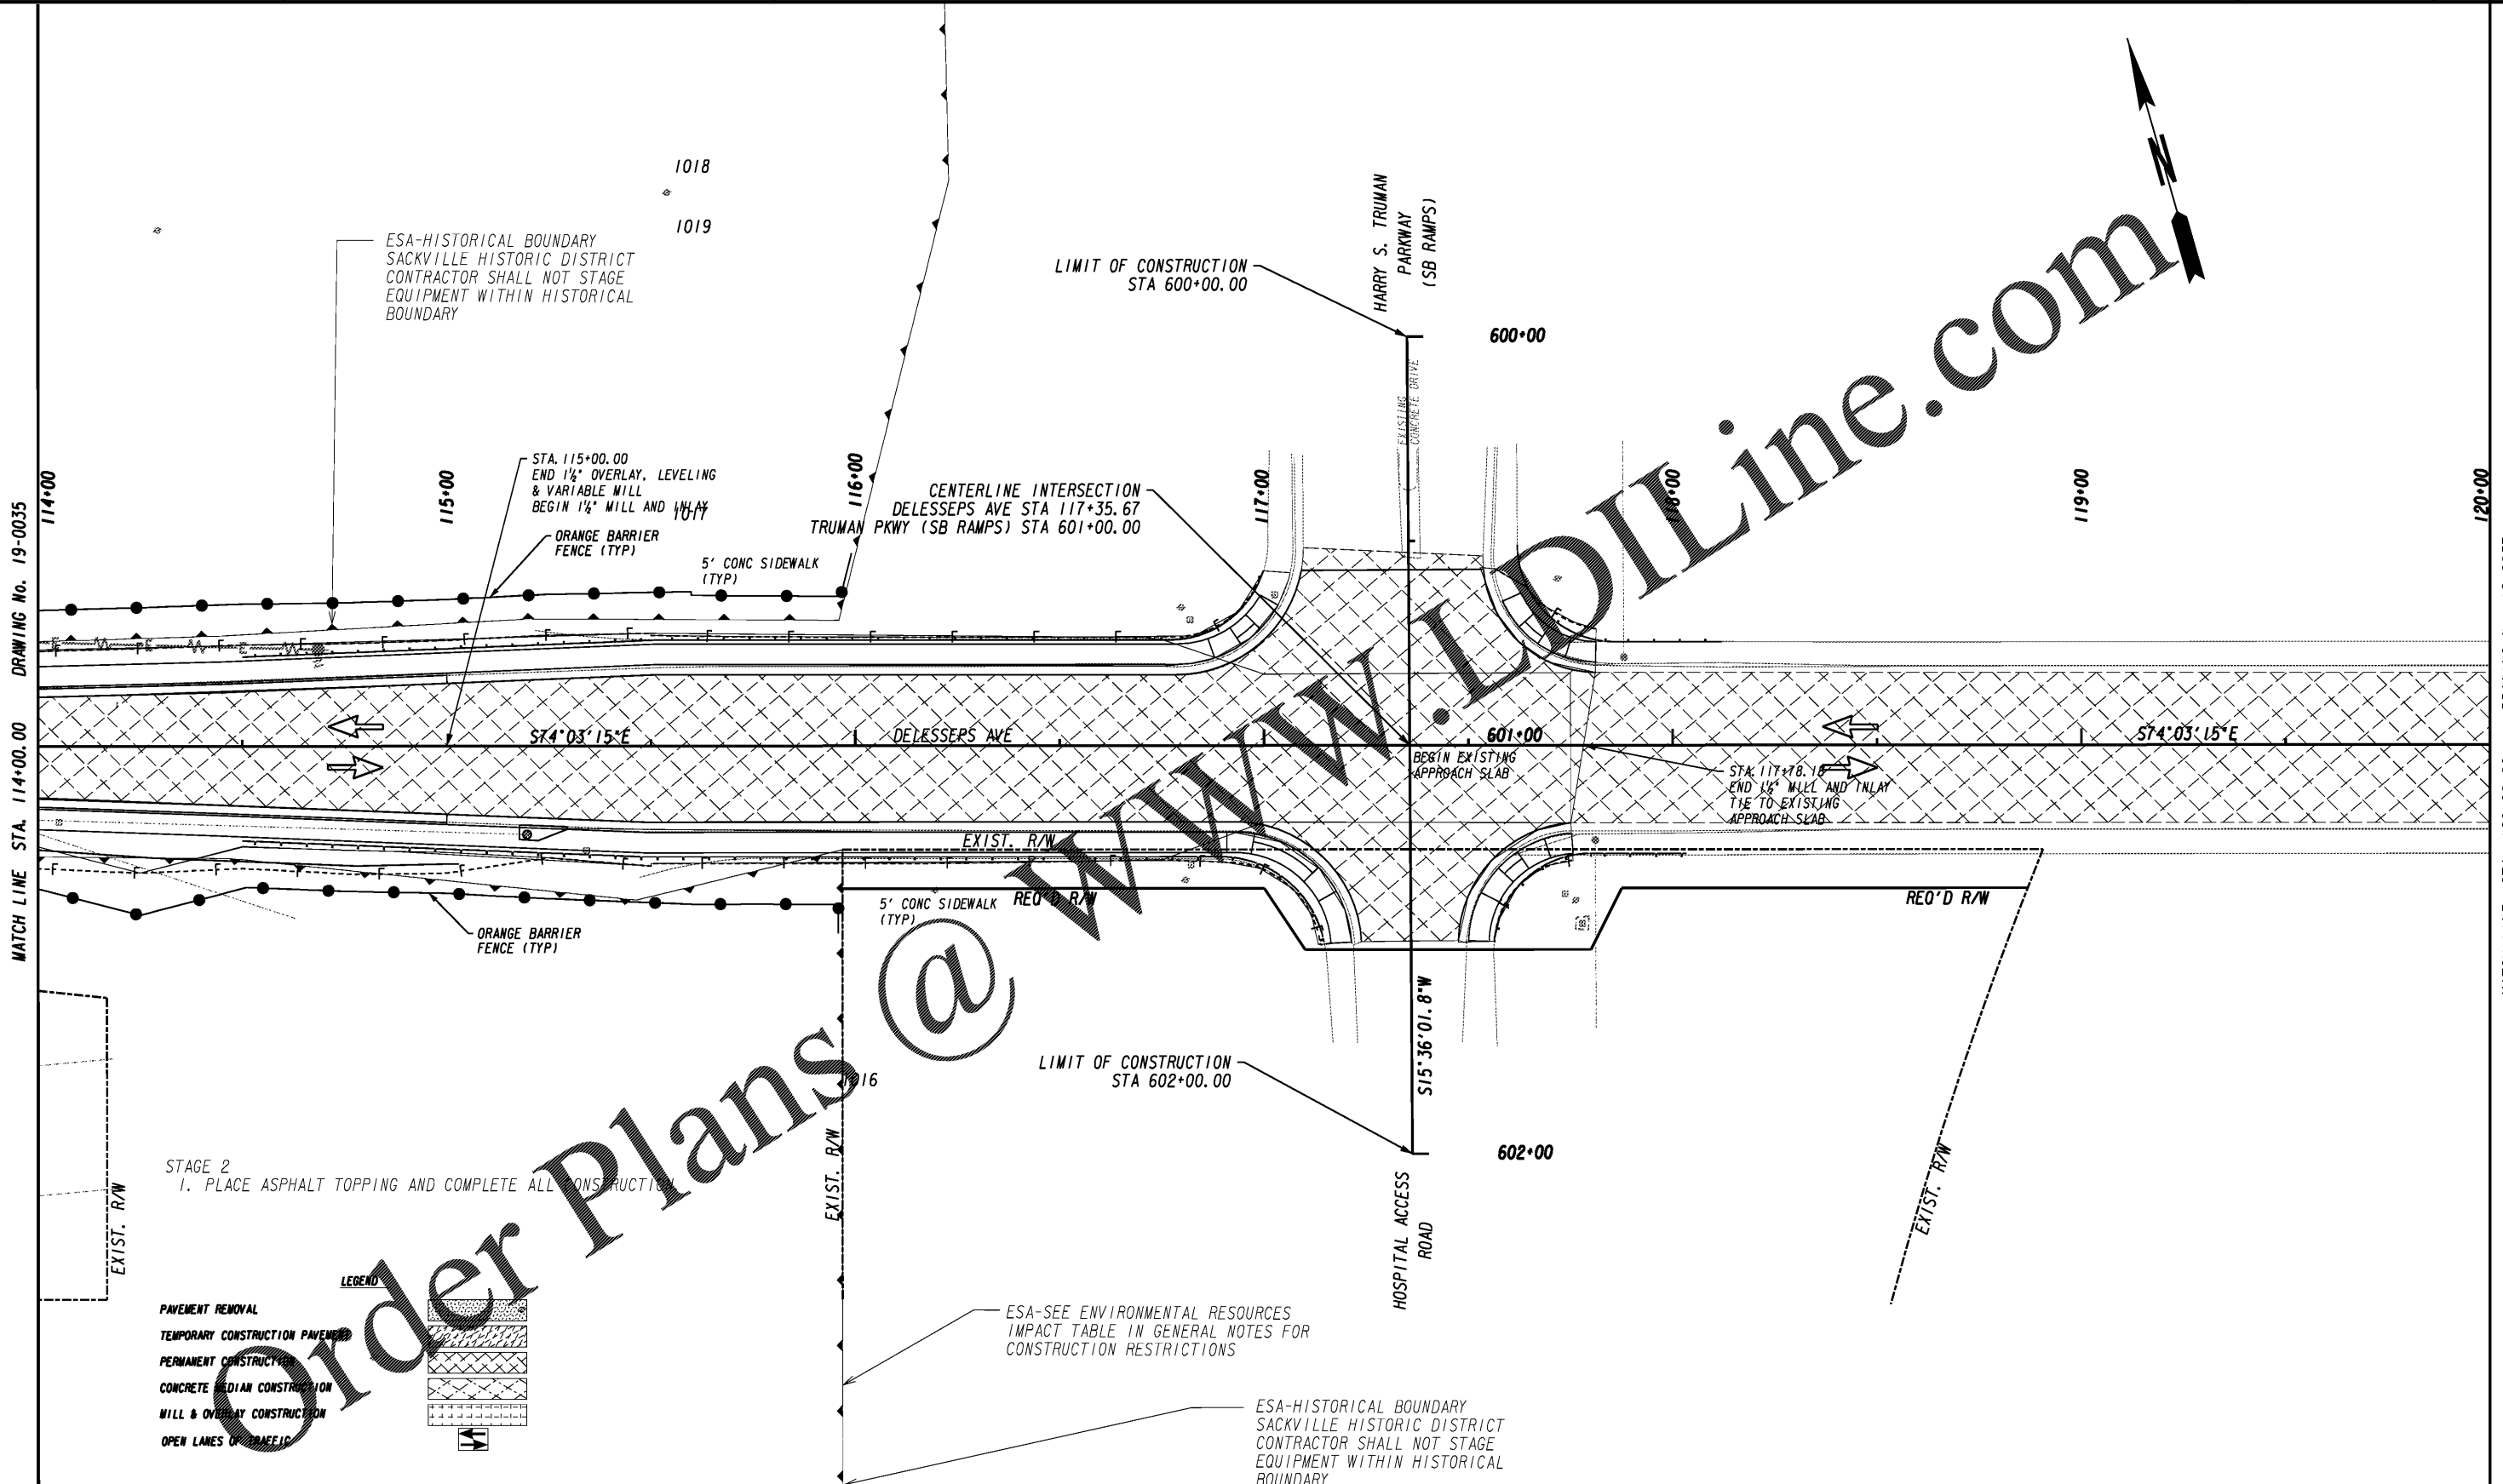 1018
1019
ESA-HISTORICAL BOUNDARY
SACKVILLE HISTORIC DISTRICT
CONTRACTOR SHALL NOT STAGE
EQUIPMENT WITHIN HISTORICAL
BOUNDARY
LIMIT OF CONSTRUCTION
STA 600+00.00
HARRY S. TRUMAN
PARKWAY
(SB RAMPS)
N
600+00
EXISTING
CONCRETE DRIVE
MATCH LINE STA. 114+00.00 DRAWING No. 19-0035
114+00
115+00
116+00
117+00
118+00
119+00
120+00
STA. 115+00.00
END 1½" OVERLAY, LEVELING
& VARIABLE MILL
BEGIN 1½" MILL AND INLAY
1017
ORANGE BARRIER
FENCE (TYP)
5' CONC SIDEWALK
(TYP)
CENTERLINE INTERSECTION
DELESSEPS AVE STA 117+35.67
TRUMAN PKWY (SB RAMPS) STA 601+00.00
S74°03'15"E
DELESSEPS AVE
601+00
S74°03'15"E
BEGIN EXISTING
APPROACH SLAB
STA. 117+78.18
END 1½" MILL AND INLAY
TIE TO EXISTING
APPROACH SLAB
EXIST. R/W
REQ'D R/W
REQ'D R/W
5' CONC SIDEWALK
(TYP)
ORANGE BARRIER
FENCE (TYP)
S15°36'01.8"W
LIMIT OF CONSTRUCTION
STA 602+00.00
1016
602+00
EXIST. R/W
EXIST. R/W
EXIST. R/W
HOSPITAL ACCESS
ROAD
STAGE 2
1. PLACE ASPHALT TOPPING AND COMPLETE ALL CONSTRUCTION
LEGEND
PAVEMENT REMOVAL
TEMPORARY CONSTRUCTION PAVEMENT
PERMANENT CONSTRUCTION
CONCRETE MEDIAN CONSTRUCTION
MILL & OVERLAY CONSTRUCTION
OPEN LANES OF TRAFFIC
ESA-SEE ENVIRONMENTAL RESOURCES
IMPACT TABLE IN GENERAL NOTES FOR
CONSTRUCTION RESTRICTIONS
ESA-HISTORICAL BOUNDARY
SACKVILLE HISTORIC DISTRICT
CONTRACTOR SHALL NOT STAGE
EQUIPMENT WITHIN HISTORICAL
BOUNDARY
Order Plans @ WWW.LDILine.com